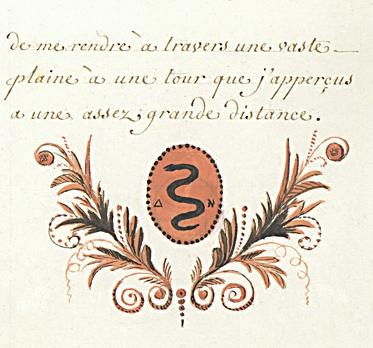 de me rendre à travers une vaste
plaine à une tour que j'apperçus
a une assez grande distance.
Δ N